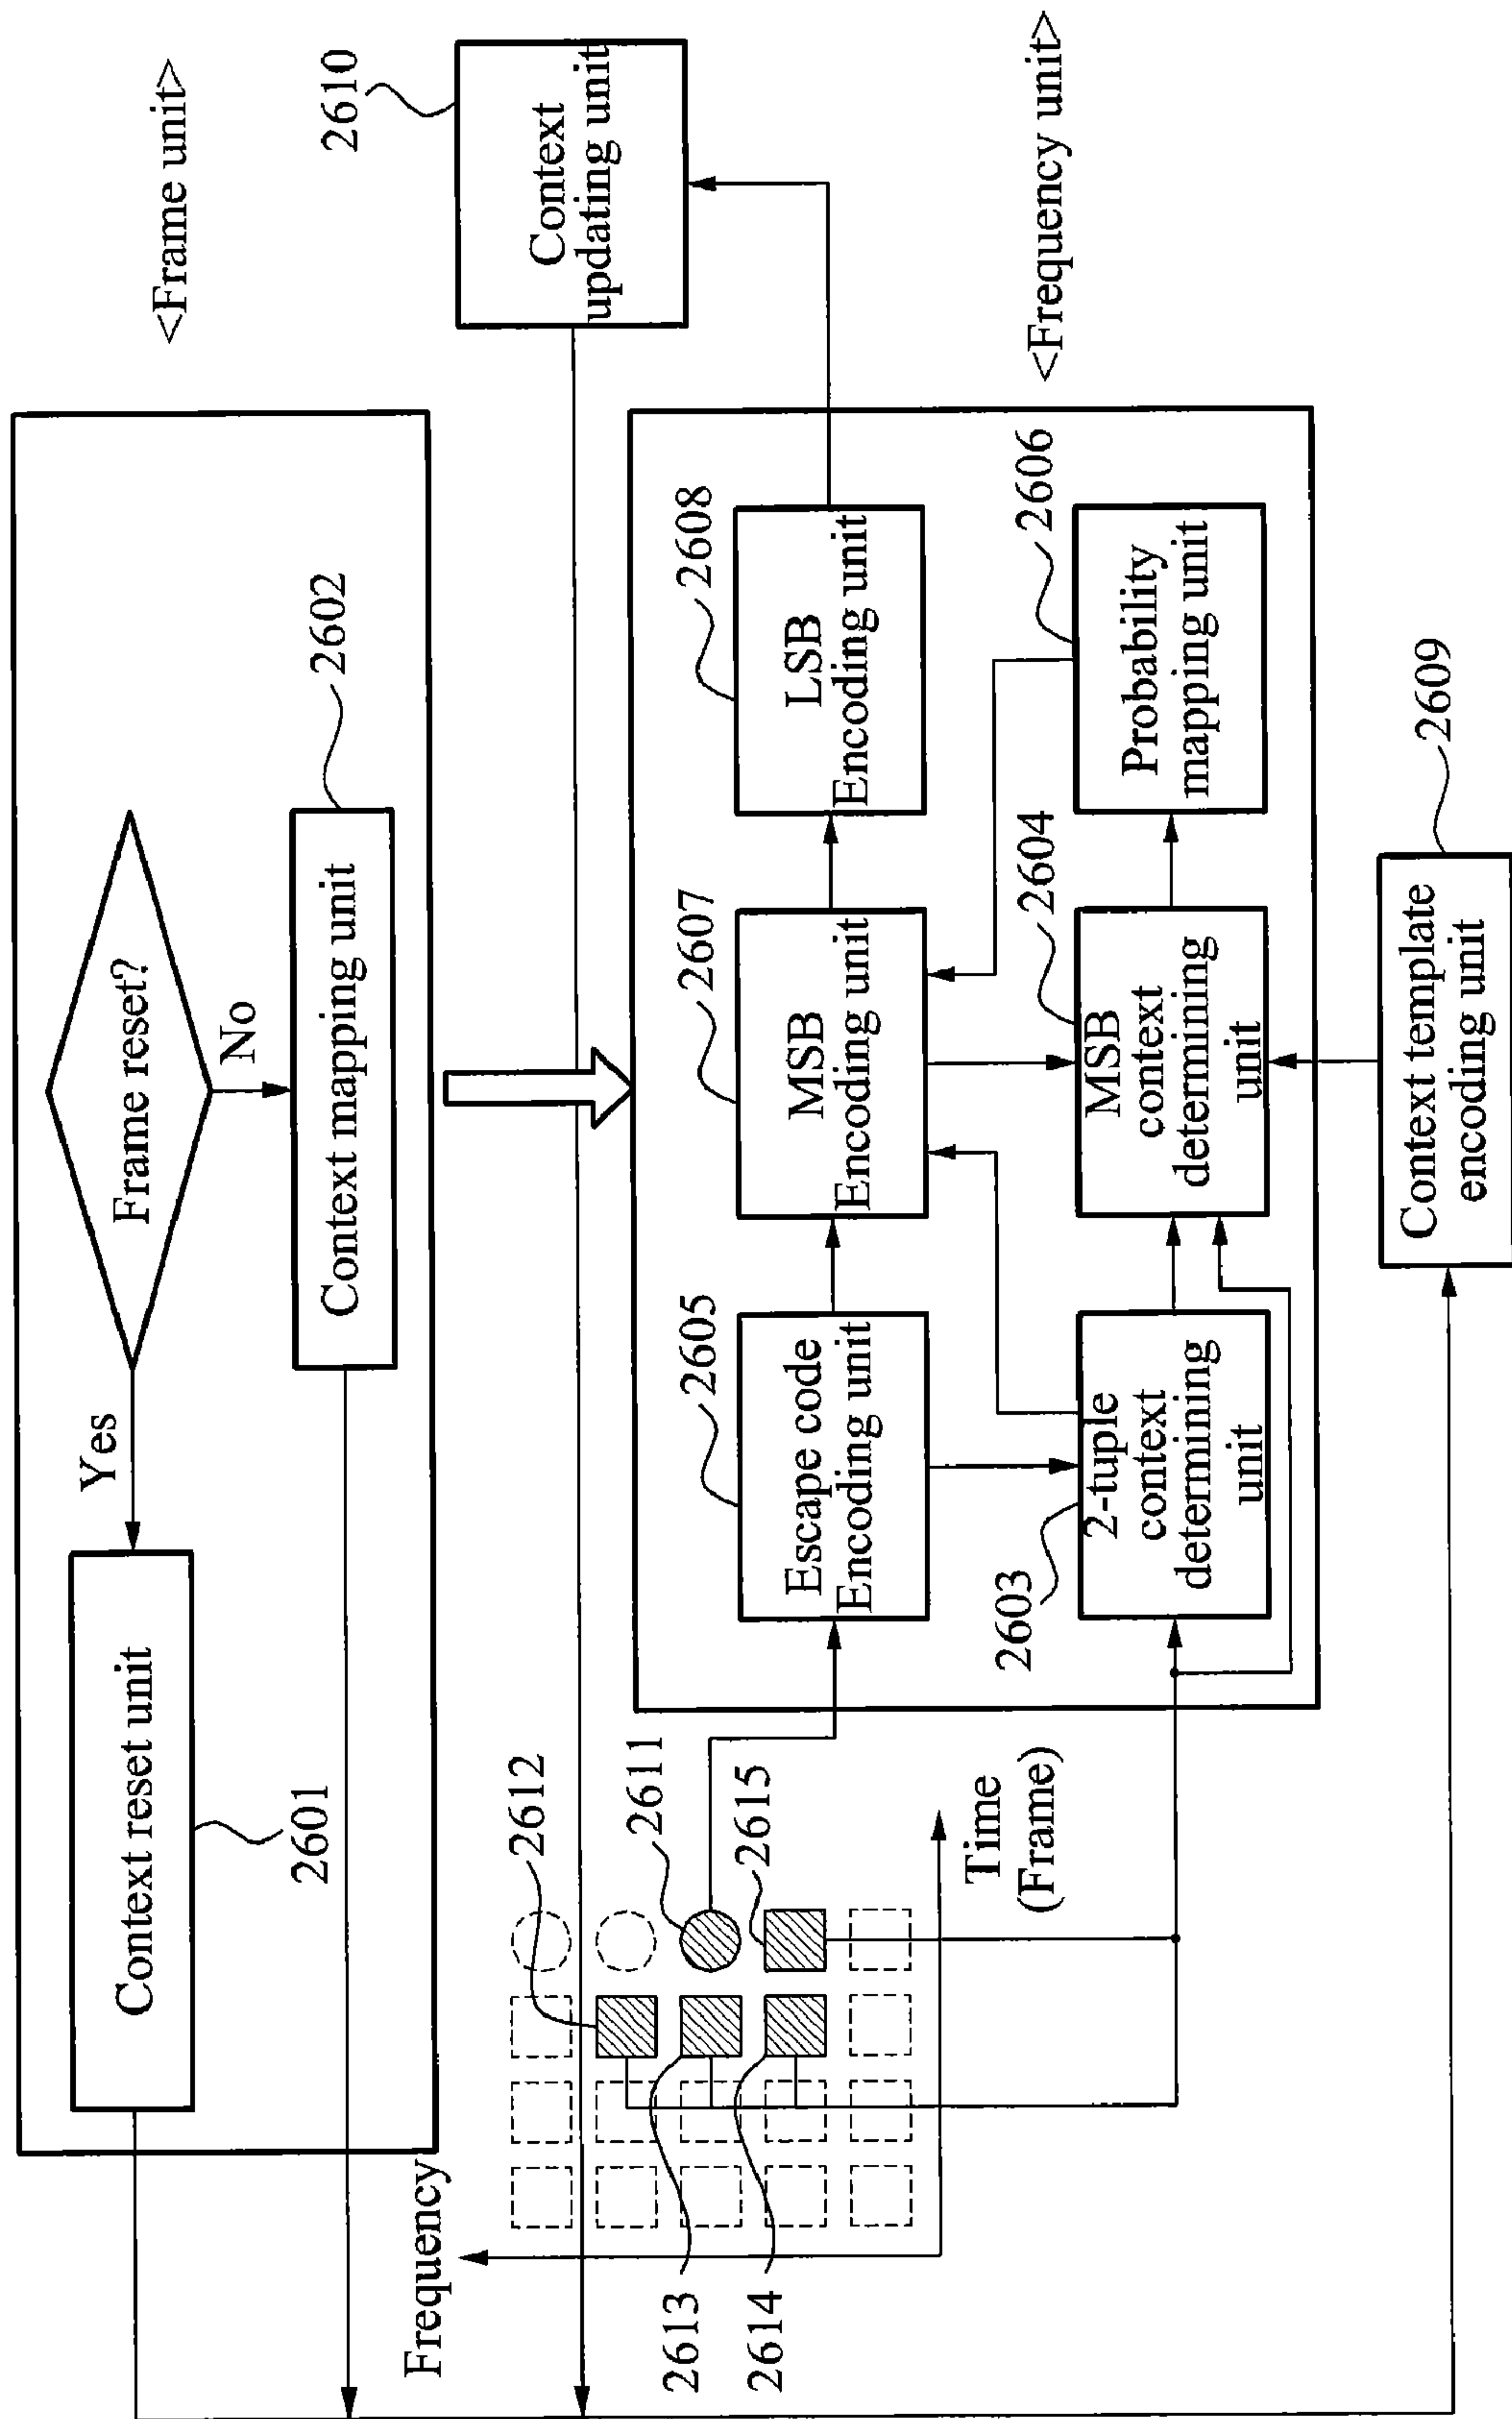 <Frame unit>
Frame reset?
Yes
No
Context reset unit
2601
Context mapping unit
2602
Context
updating unit
2610
Frequency
2612
2611
2615
2613
2614
Time
(Frame)
Escape code
Encoding unit
2605
MSB
Encoding unit
2607
LSB
Encoding unit
2608
2-tuple
context
determining
unit
2603
MSB
context
determining
unit
2604
Probability
mapping unit
2606
<Frequency unit>
Context template
encoding unit
2609